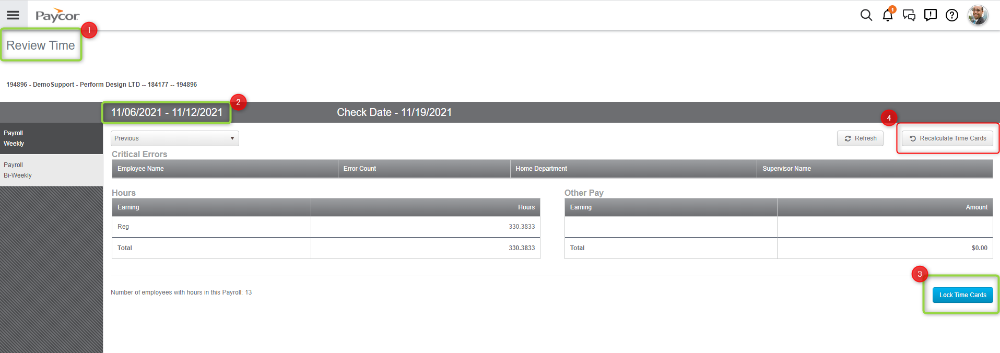 Paycor
1
1
Review Time
194896 - DemoSupport - Perform Design LTD -- 184177 -- 194896
2
11/06/2021 - 11/12/2021
Check Date - 11/19/2021
4
Payroll
Weekly
Previous
Refresh
Recalculate Time Cards
Critical Errors
Employee Name
Error Count
Home Department
Supervisor Name
Payroll
Bi-Weekly
Hours
Earning
Hours
Reg
330.3833
Total
330.3833
Other Pay
Earning
Amount
Total
$0.00
3
Number of employees with hours in this Payroll: 13
Lock Time Cards